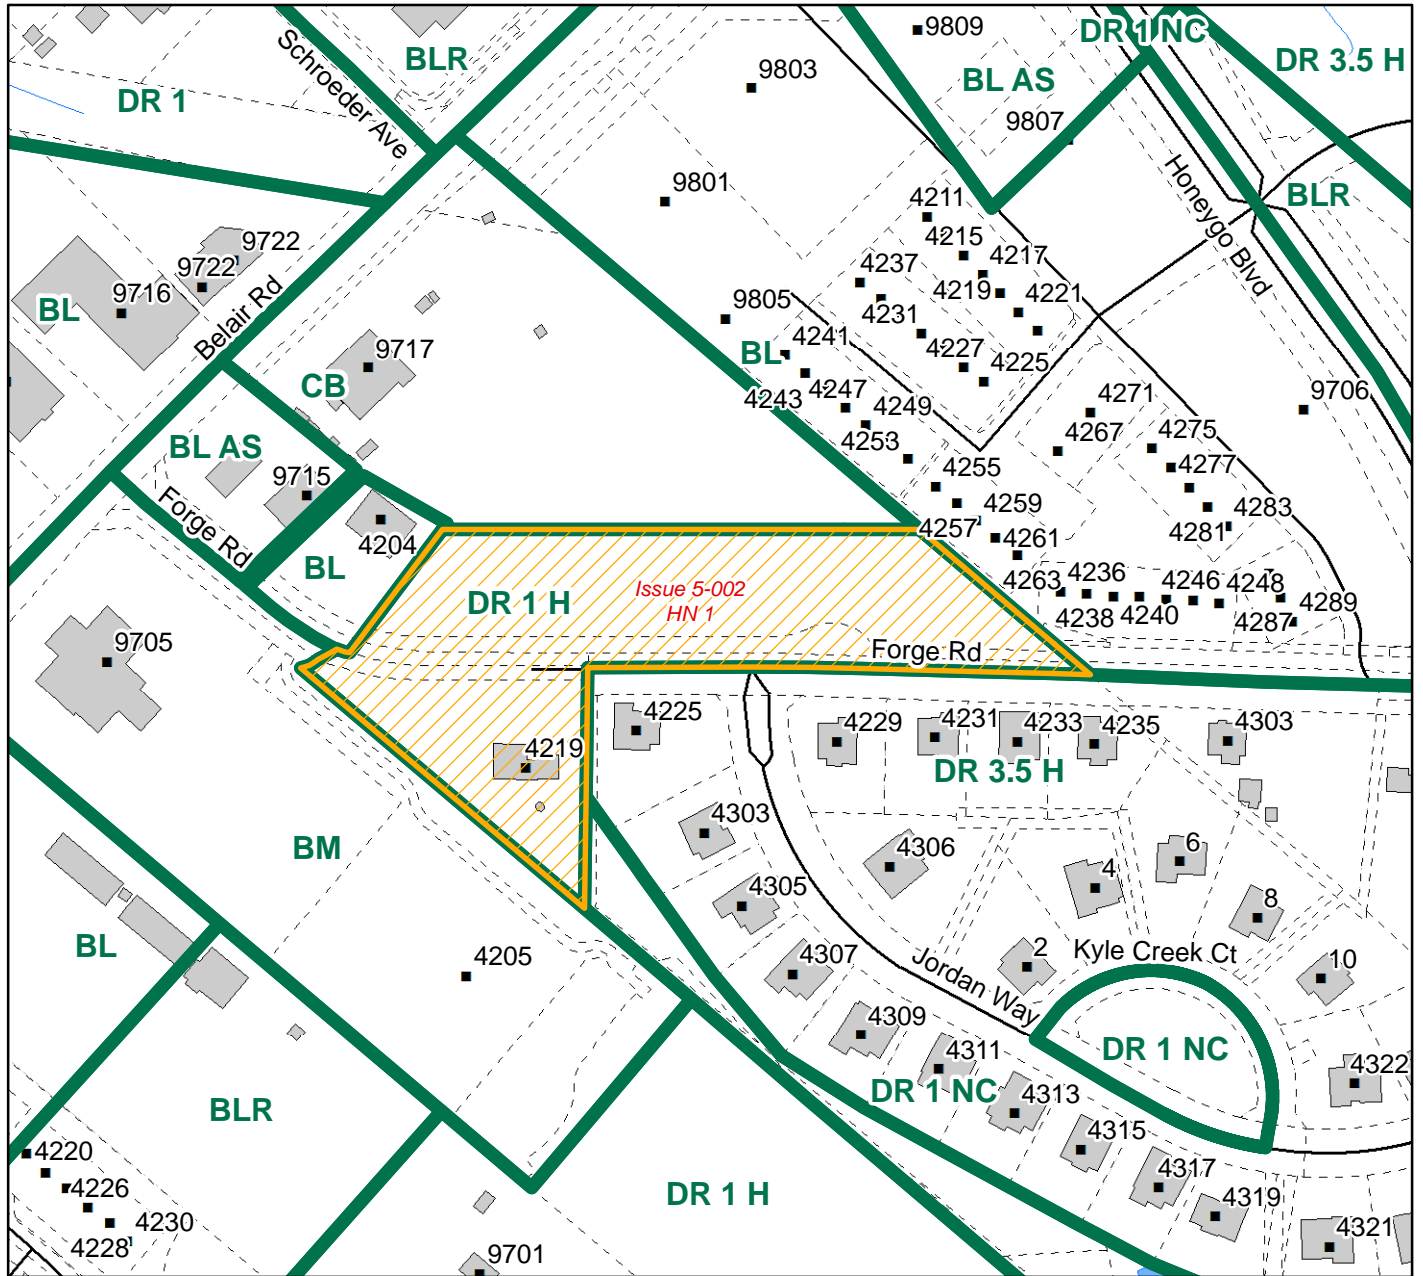 9809
DR 1 NC
BLR
DR 3.5 H
Schroeder Ave
9803
BL AS
DR 1
9807
9801
Honeygo Blvd
BLR
4211
4215
9722
9722
4217
4237
9716
BL
4219
4221
9805
4231
Belair Rd
4241
BL
4227
4225
9717
CB
4247
4243
4249
4271
9706
4253
4267
4275
BL AS
9715
4255
4277
4259
4283
Forge Rd
4257
4281
4204
4261
BL
4263
4236
4246
4248
DR 1 H
Issue 5-002
HN 1
4238
4240
4287
4289
9705
Forge Rd
4225
4229
4231
4233
4235
4303
4219
DR 3.5 H
4303
BM
4306
6
4
4305
8
BL
4307
2
Kyle Creek Ct
10
4205
Jordan Way
4309
4311
DR 1 NC
4322
DR 1 NC
4313
BLR
4315
4220
4226
4317
DR 1 H
4319
4230
4228
4321
9701